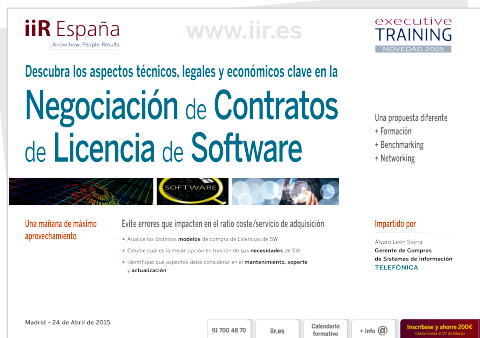 iiR España
Know how. People. Results
www.iir.es
executive
TRAINING
NOVEDAD 2015
Descubra los aspectos técnicos, legales y económicos clave en la
Negociación de Contratos
de Licencia de Software
Una propuesta diferente
+ Formación
+ Benchmarking
+ Networking
SOFTWARE
Una mañana de máximo
aprovechamiento
Evite errores que impacten en el ratio coste/servicio de adquisición
• Analice los distintos modelos de compra de Licencias de SW
• Estudie cuál es la mejor opción en función de sus necesidades de SW
• Identifique qué aspectos debe considerar en el mantenimiento, soporte
y actualización
Impartido por
Álvaro León Sierra
Gerente de Compras
de Sistemas de Información
TELEFÓNICA
Madrid • 24 de Abril de 2015
91 700 48 70
iir.es
Calendario
formativo
+ info @
Inscríbase y ahorre 200€
Válido hasta el 27 de Marzo